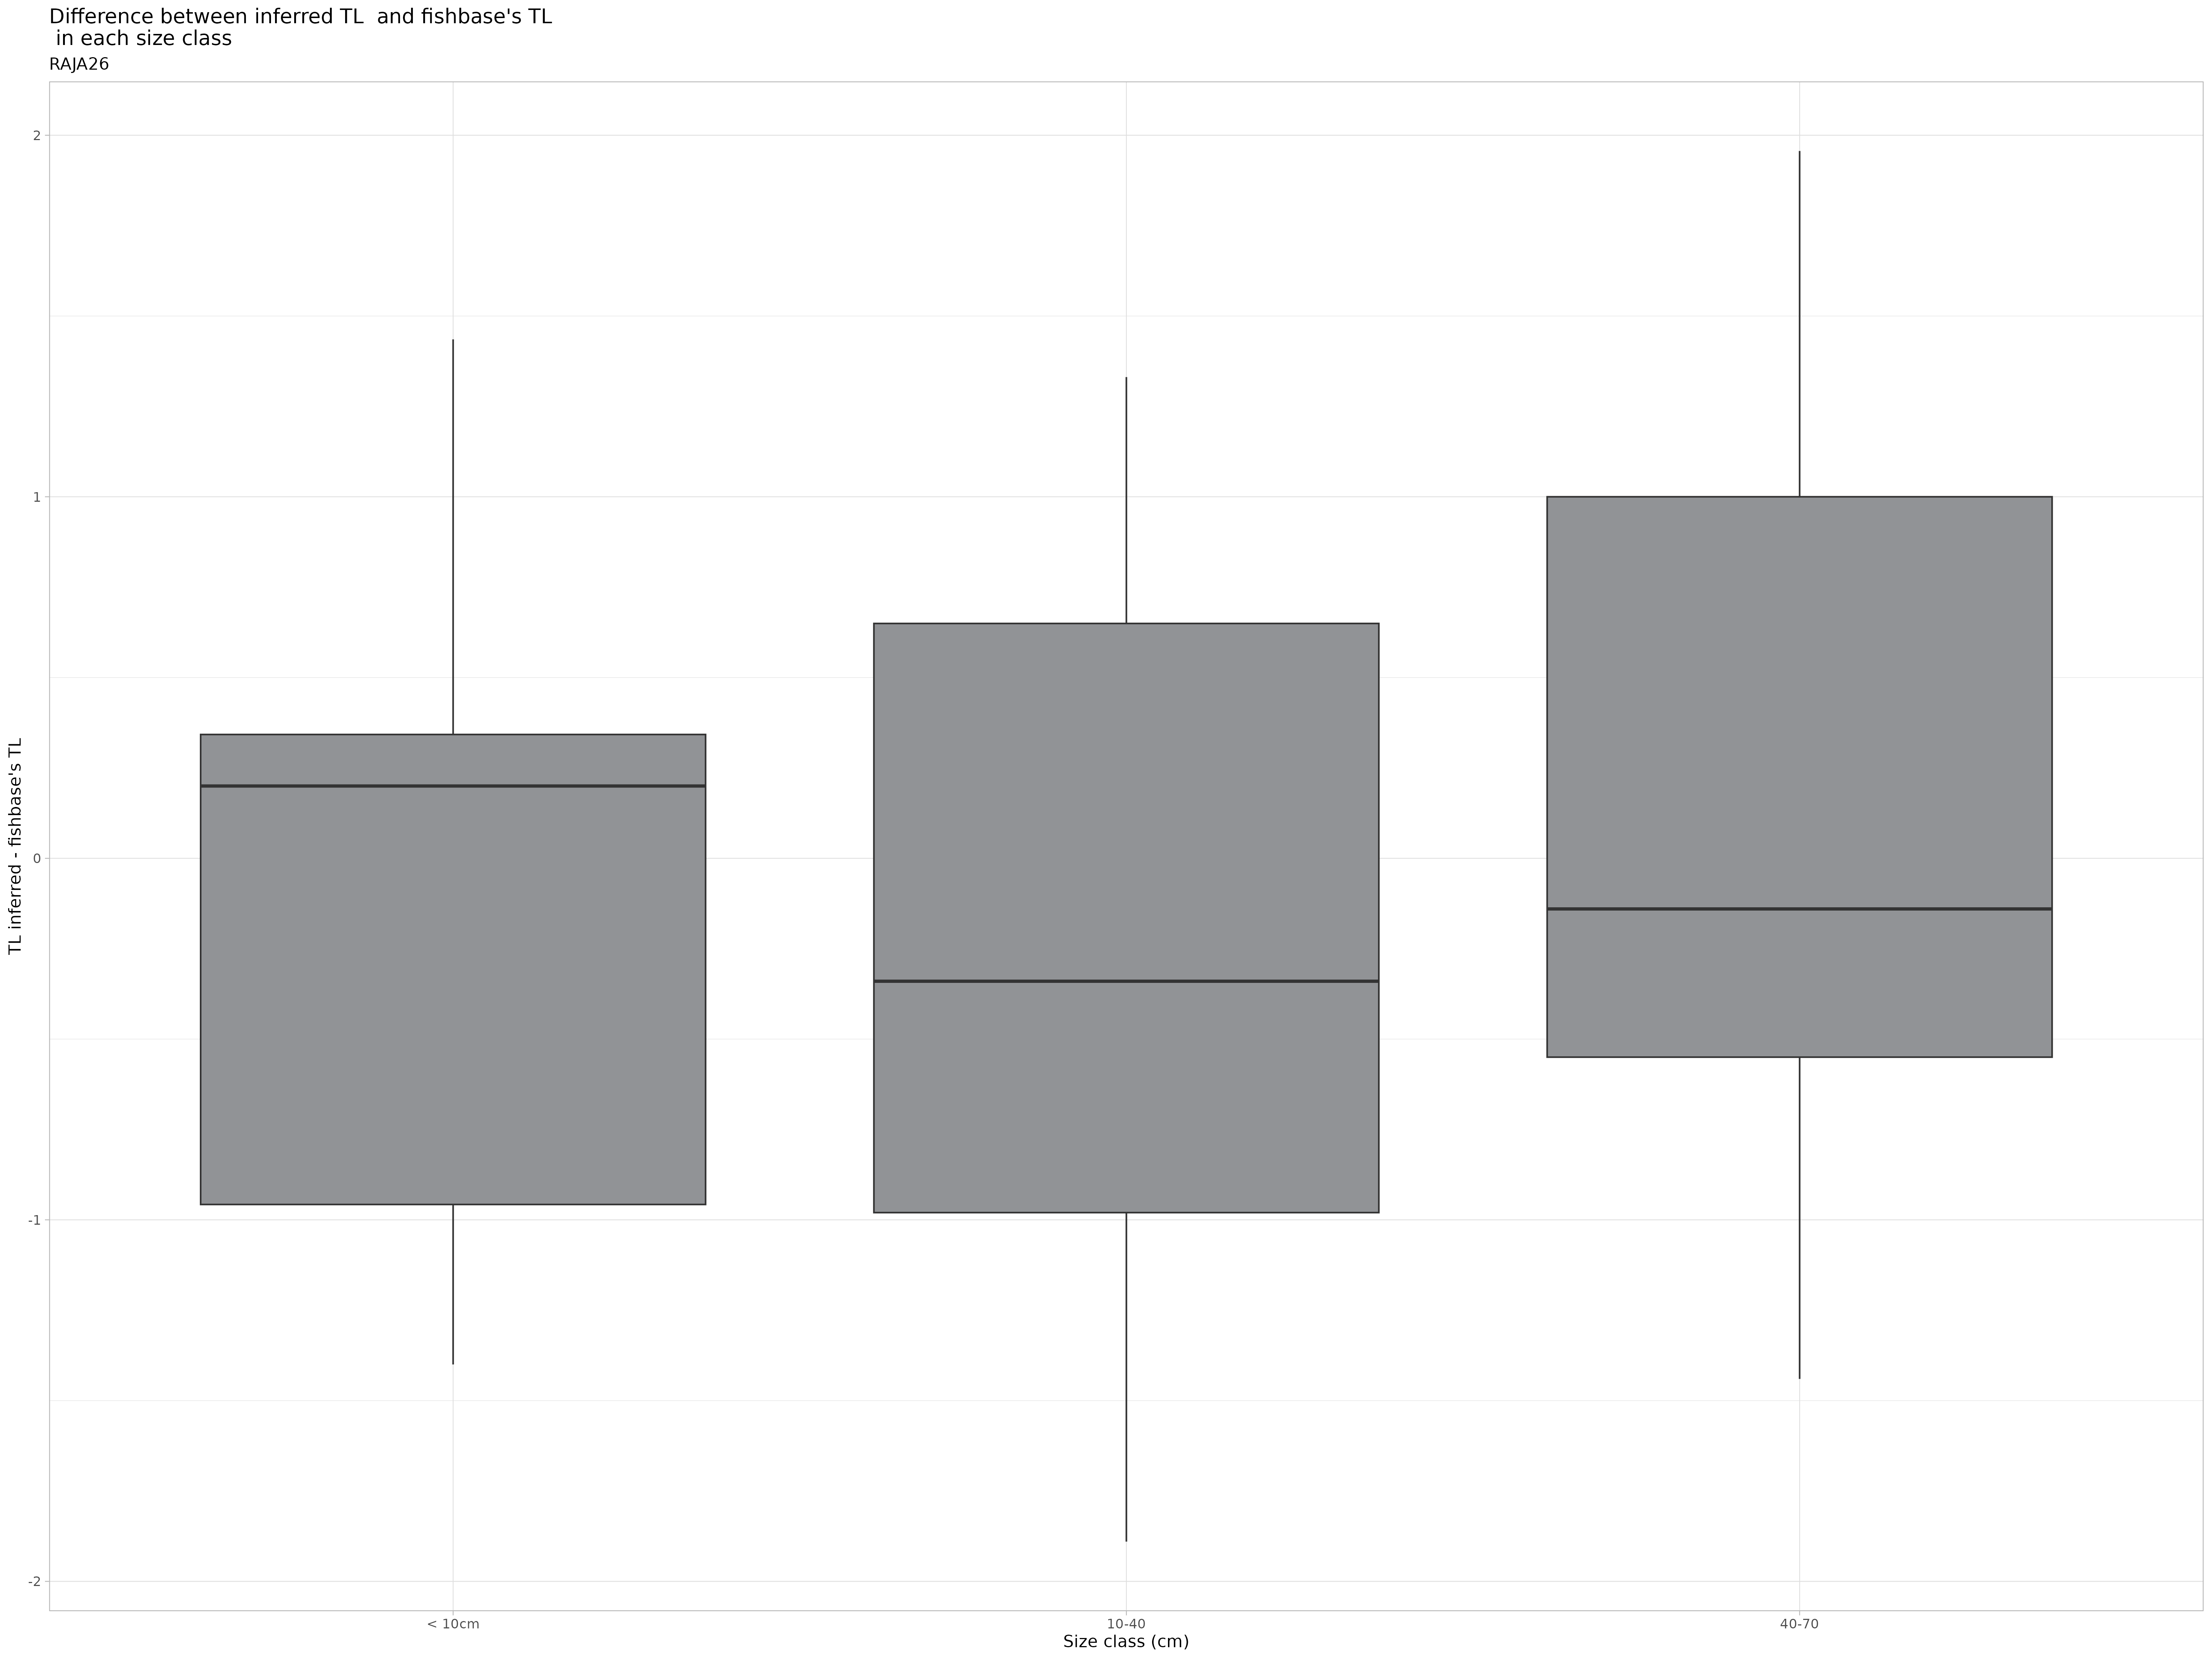 Difference between inferred TL  and fishbase's TL
in each size class
RAJA26
TL inferred - fishbase's TL
2
1
0
-1
-2
< 10cm
10-40
40-70
Size class (cm)